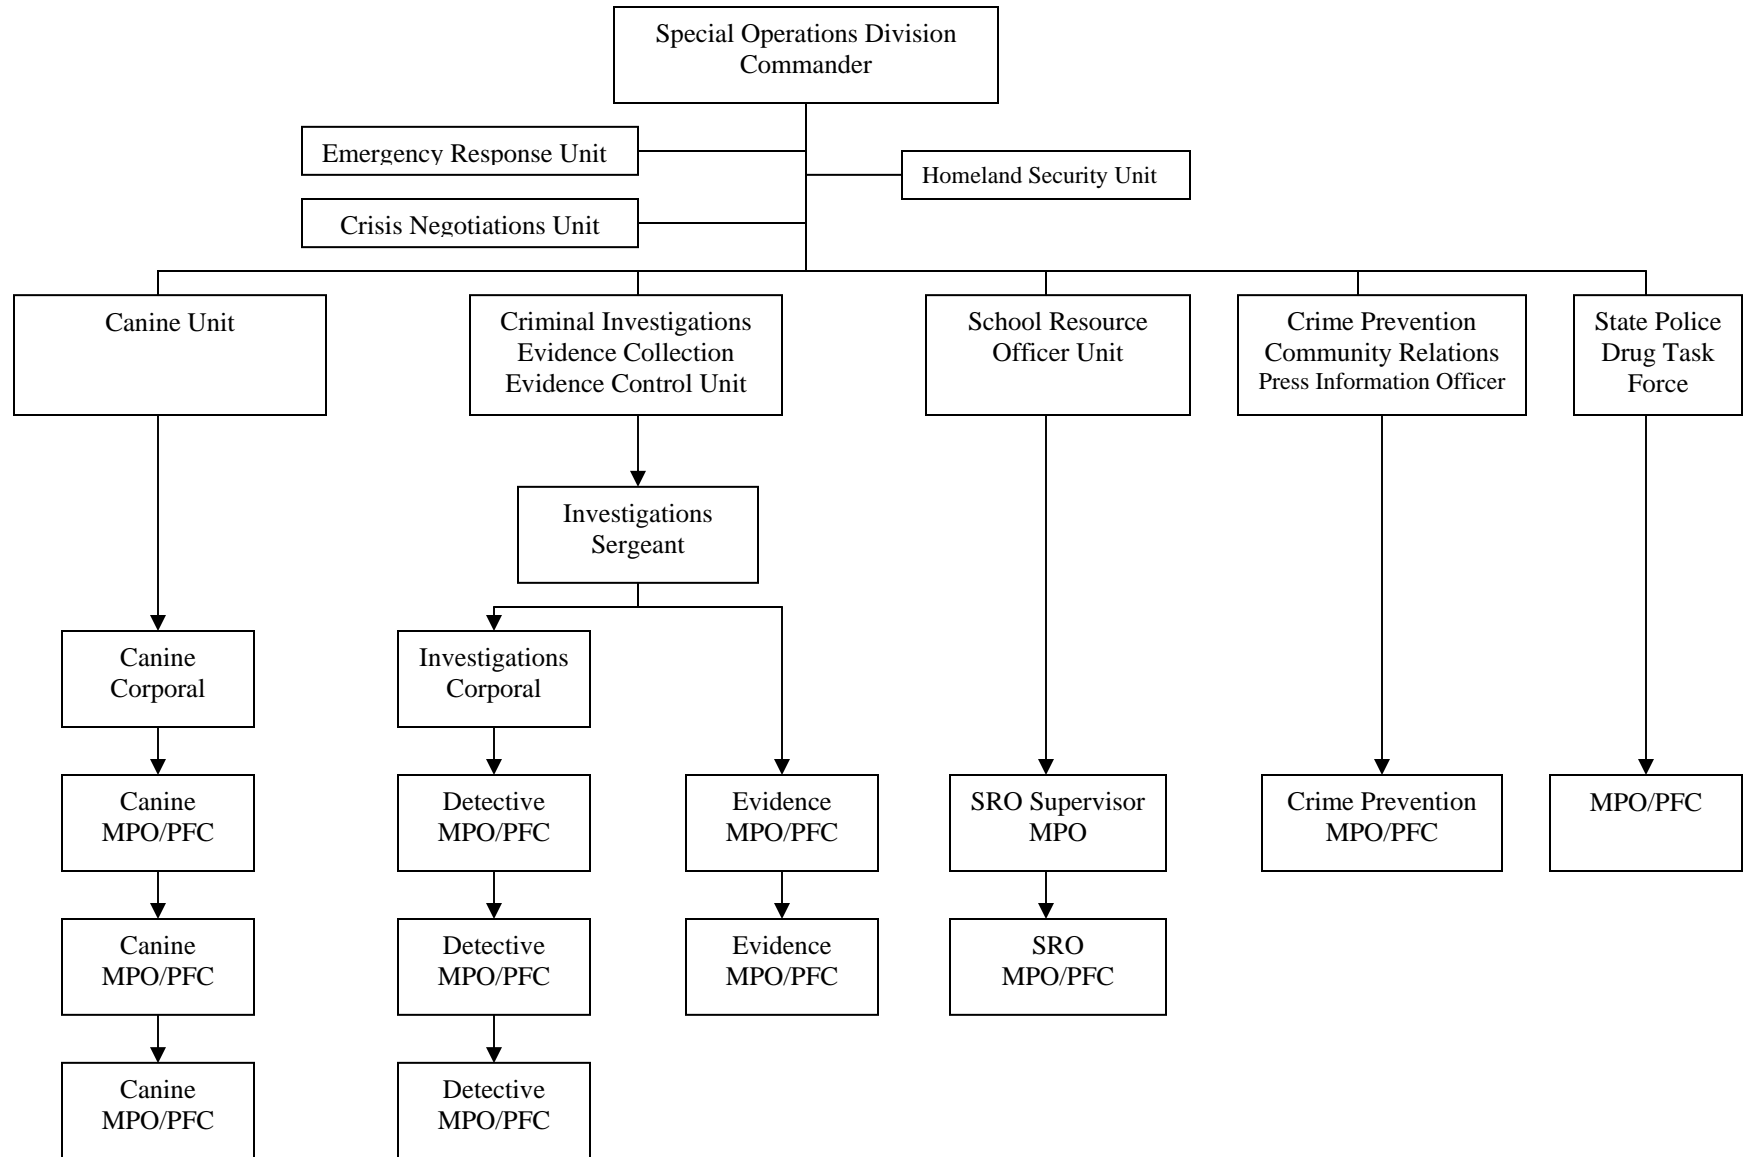 Special Operations Division
Commander
Emergency Response Unit
Homeland Security Unit
Crisis Negotiations Unit
Canine Unit
Criminal Investigations
Evidence Collection
Evidence Control Unit
School Resource
Officer Unit
Crime Prevention
Community Relations
Press Information Officer
State Police
Drug Task
Force
Investigations
Sergeant
Canine
Corporal
Investigations
Corporal
Canine
MPO/PFC
Detective
MPO/PFC
Evidence
MPO/PFC
SRO Supervisor
MPO
Crime Prevention
MPO/PFC
MPO/PFC
Canine
MPO/PFC
Detective
MPO/PFC
Evidence
MPO/PFC
SRO
MPO/PFC
Canine
MPO/PFC
Detective
MPO/PFC